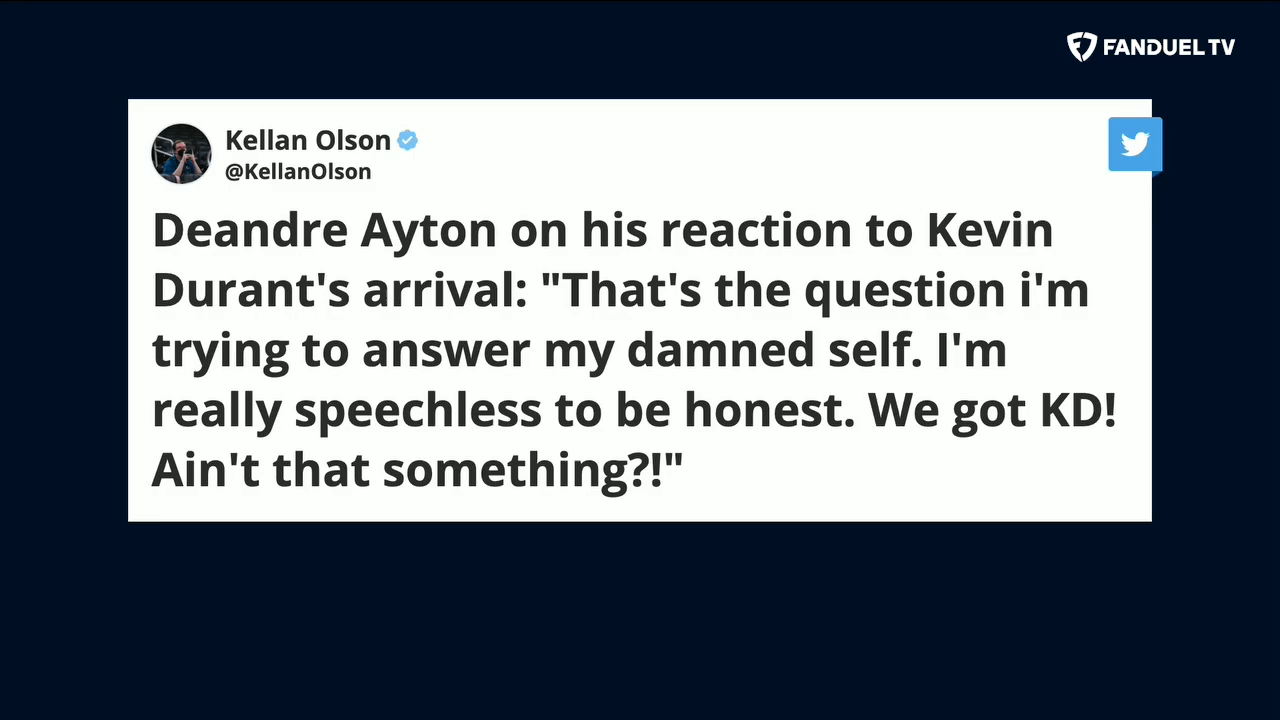 FANDUEL TV
Kellan Olson
@KellanOlson
Deandre Ayton on his reaction to Kevin
Durant's arrival: "That's the question i'm
trying to answer my damned self. I'm
really speechless to be honest. We got KD!
Ain't that something?!"